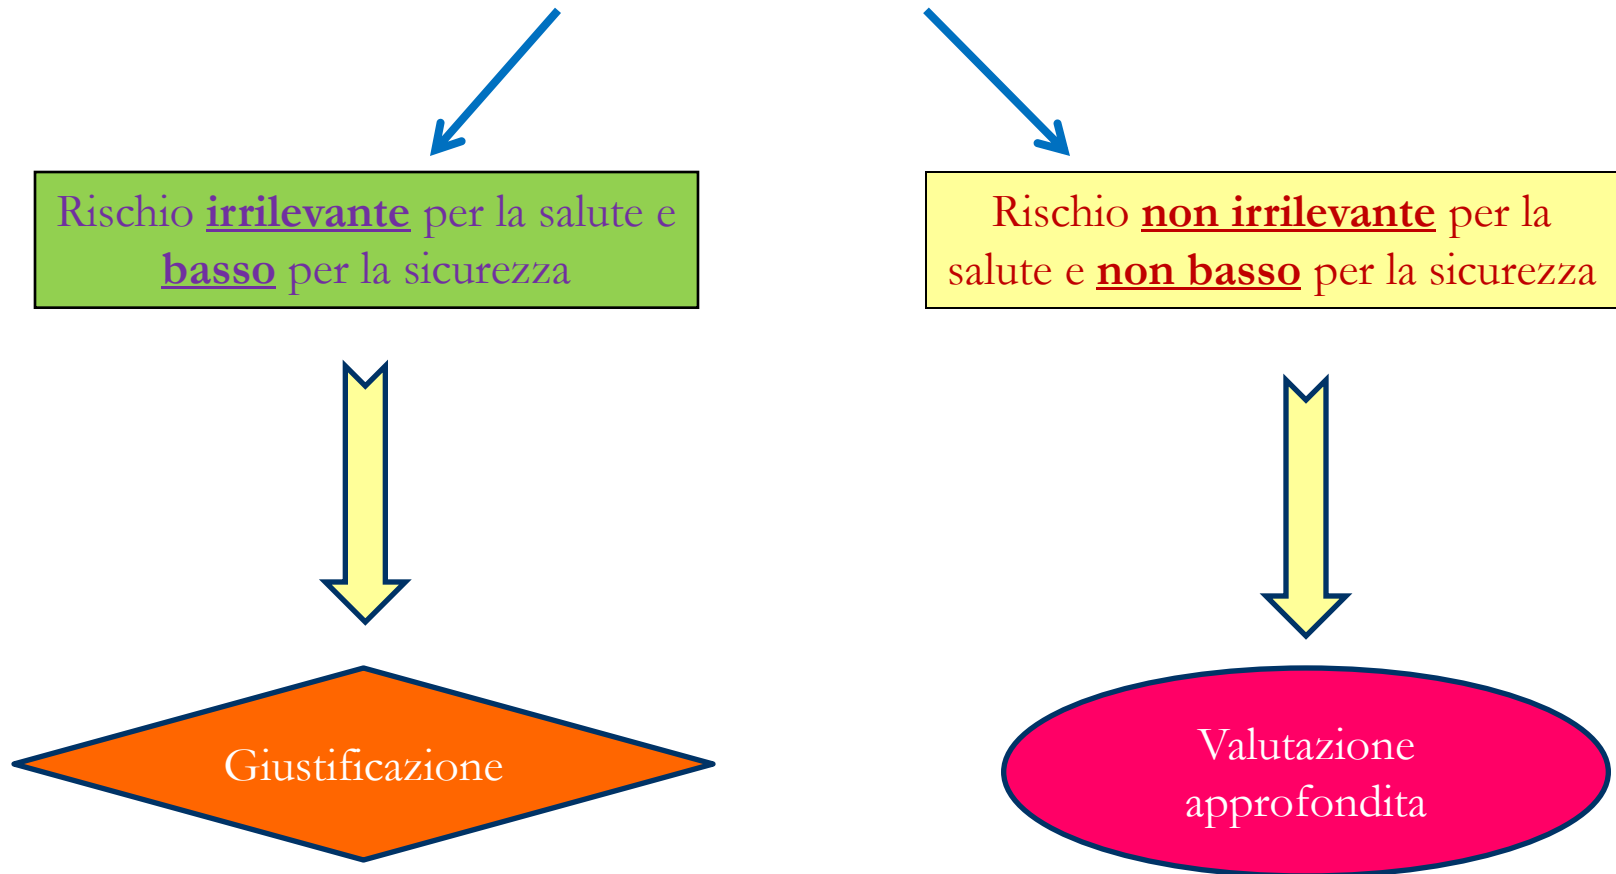 Rischio irrilevante per la salute e
basso per la sicurezza
Rischio non irrilevante per la
salute e non basso per la sicurezza
Giustificazione
Valutazione
approfondita